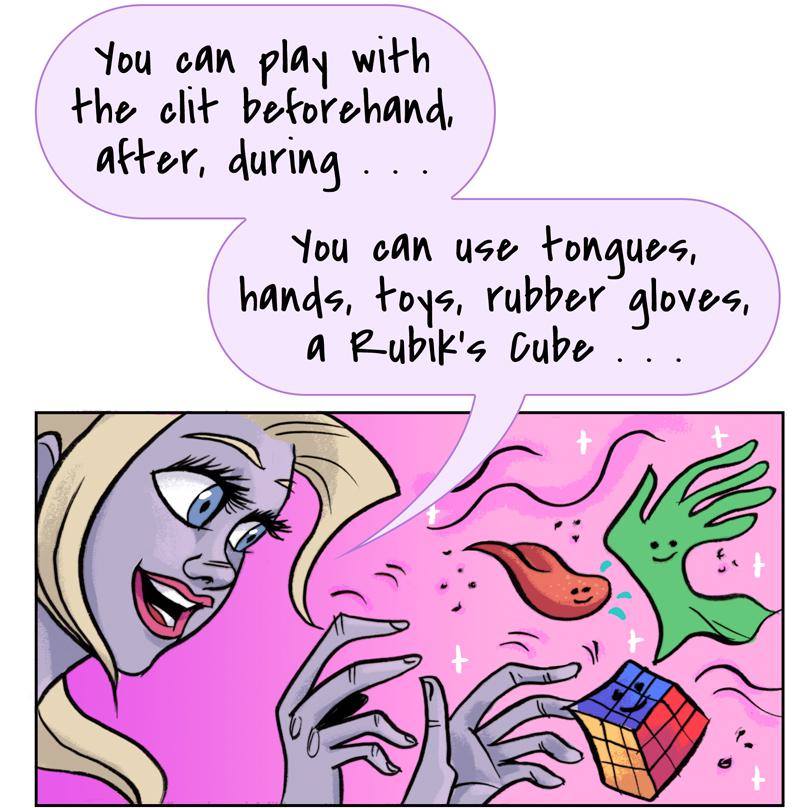 You can play with
the clit beforehand,
after, during . . .
You can use tongues,
hands, toys, rubber gloves,
a Rubik's Cube . . .